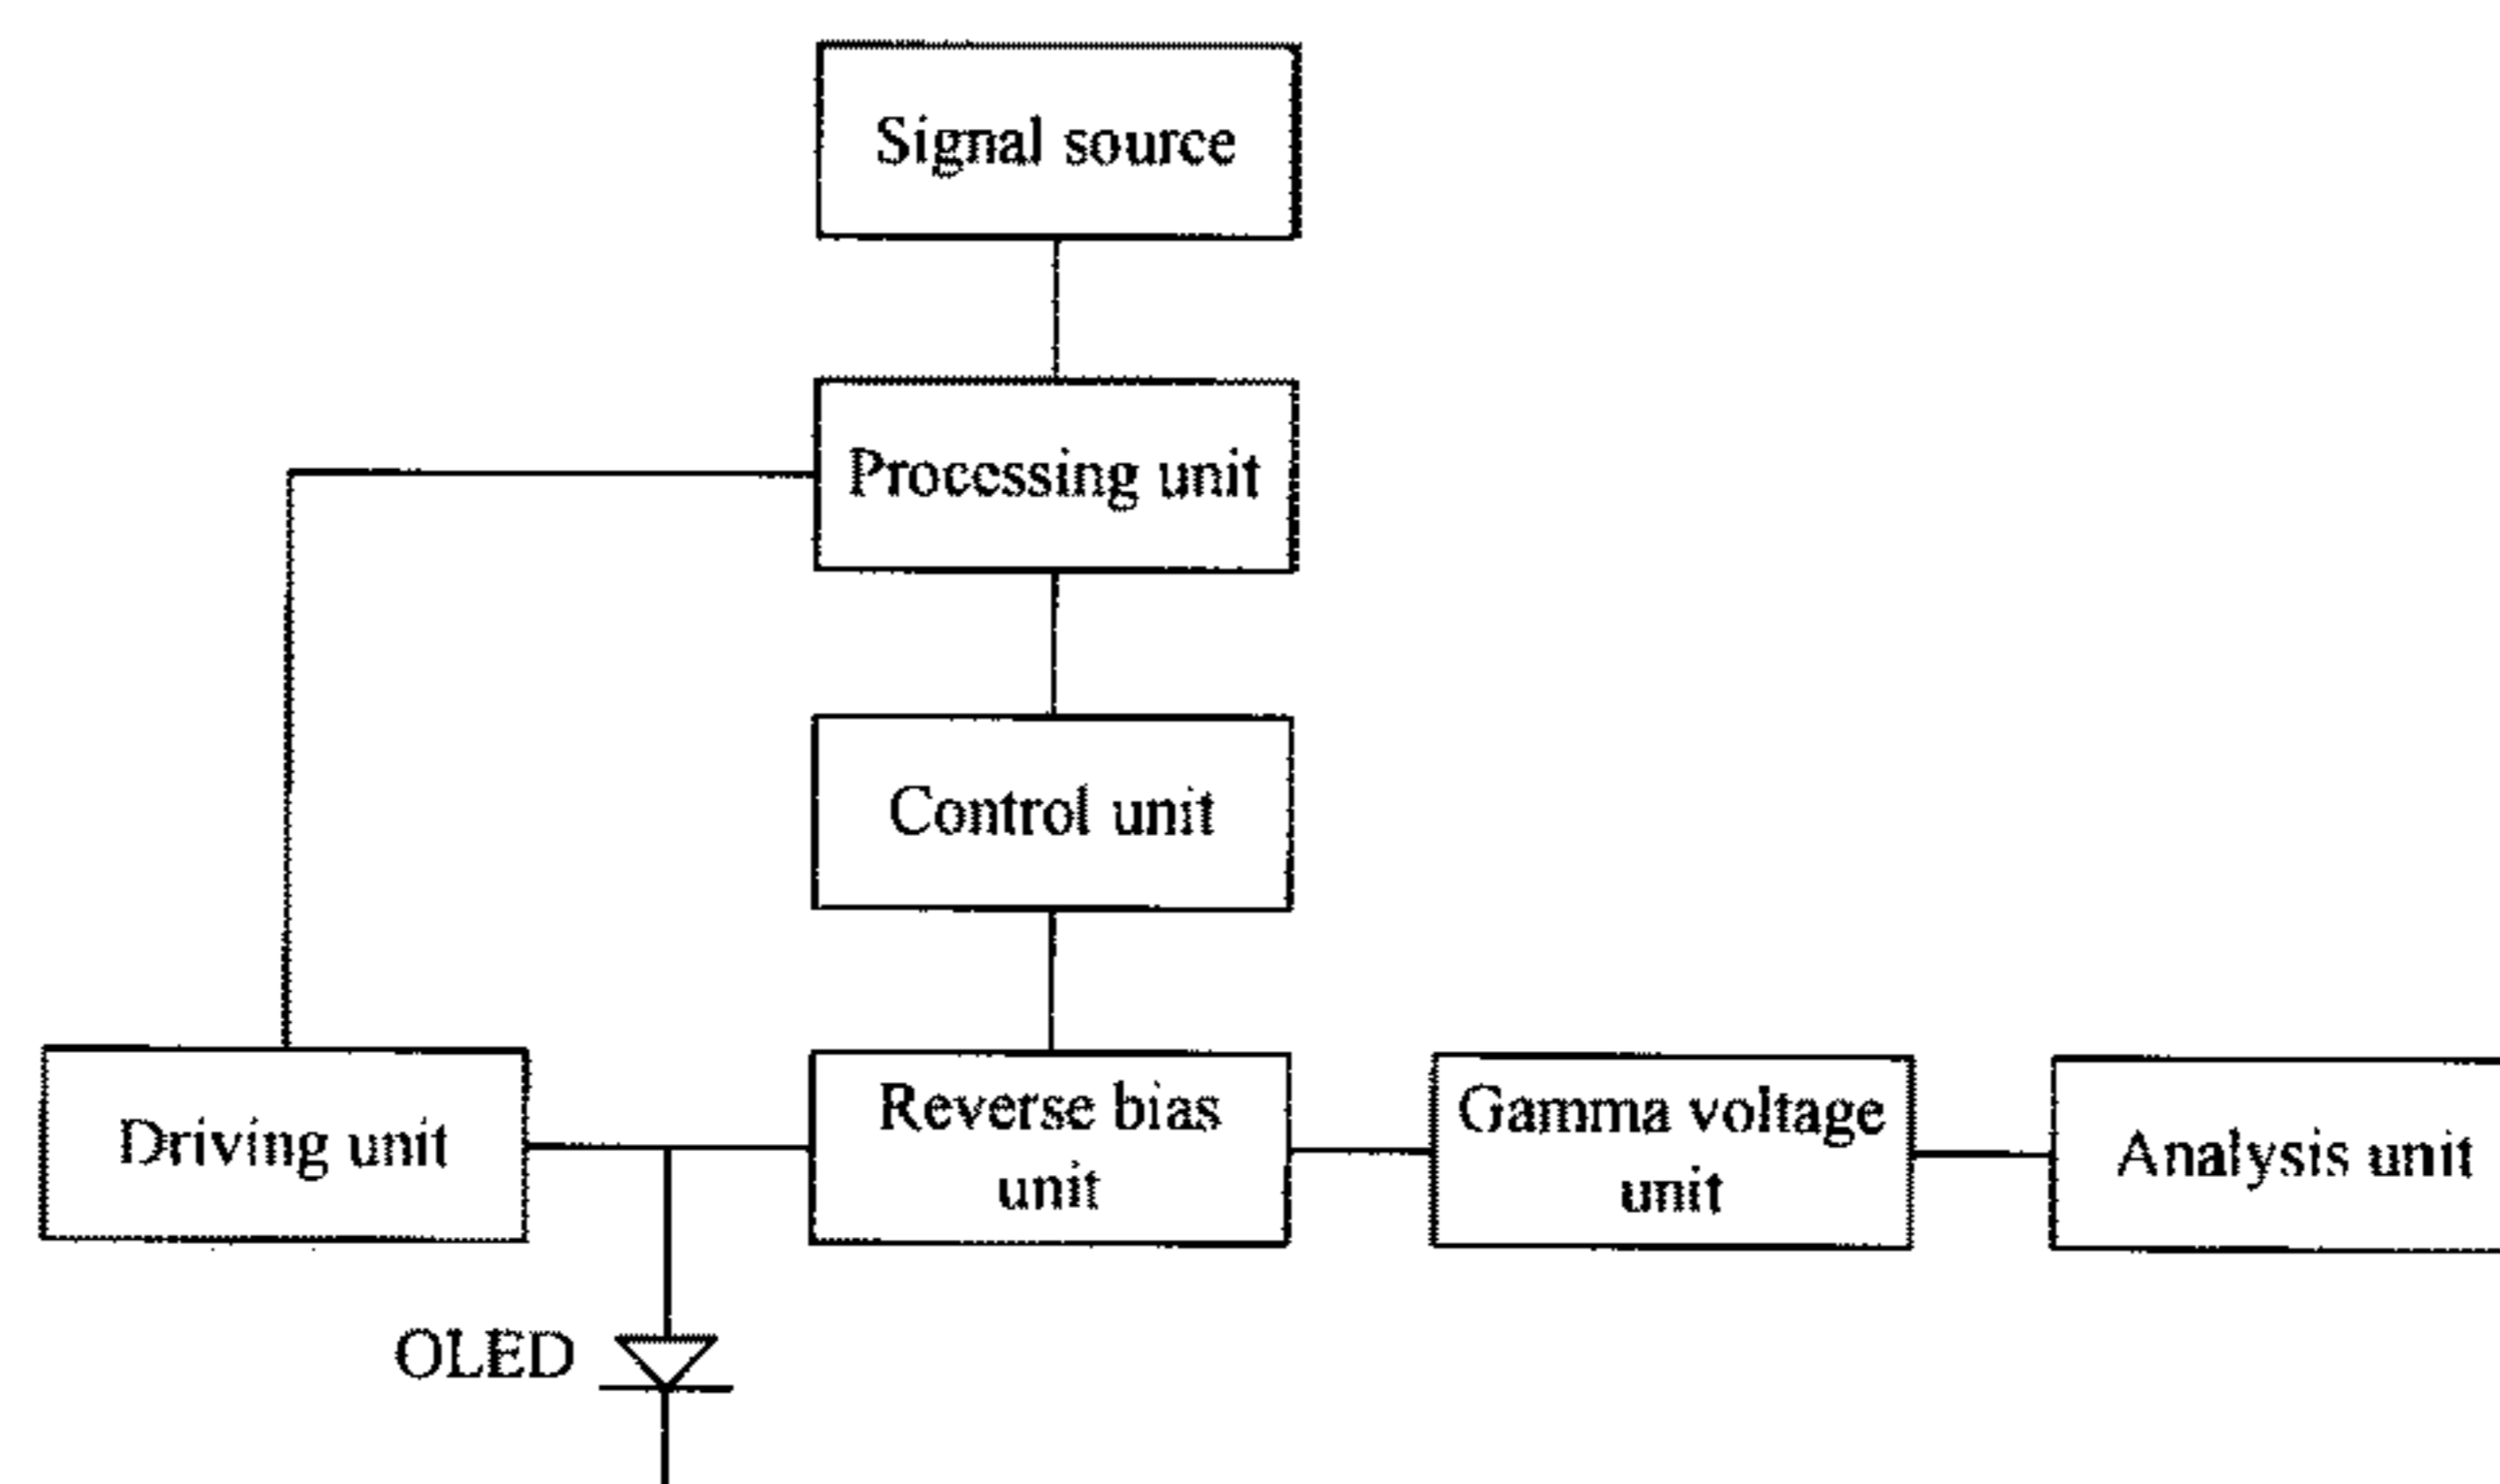 Signal source
Processing unit
Control unit
Driving unit
Reverse bias
unit
Gamma voltage
unit
Analysis unit
OLED